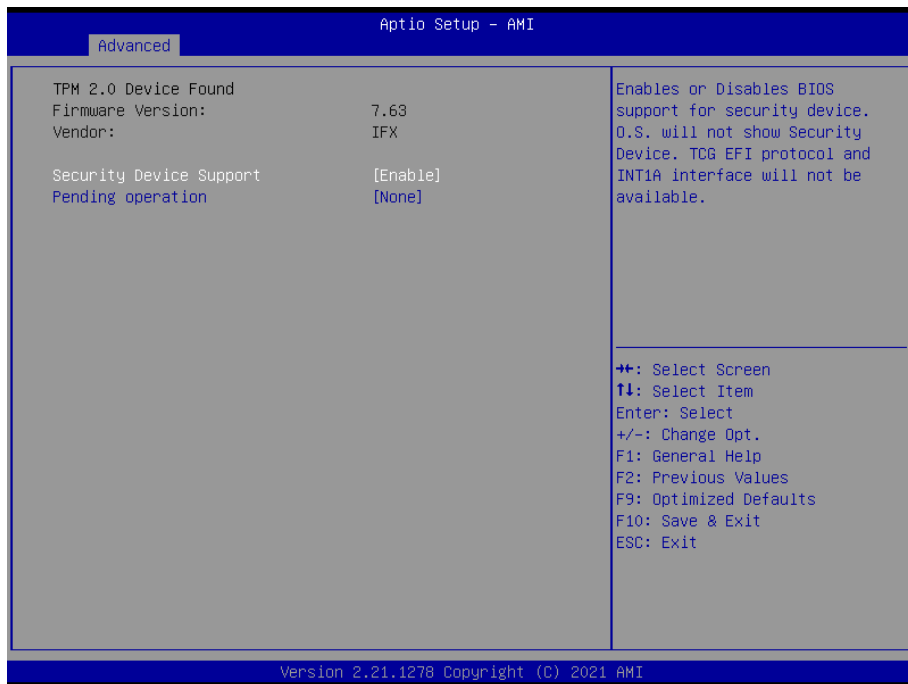 Aptio Setup – AMI
Advanced
TPM 2.0 Device Found
Firmware Version: 7.63
Vendor: IFX
Security Device Support [Enable]
Pending operation [None]
Enables or Disables BIOS
support for security device.
O.S. will not show Security
Device. TCG EFI protocol and
INT1A interface will not be
available.
→←: Select Screen
↑↓: Select Item
Enter: Select
+/-: Change Opt.
F1: General Help
F2: Previous Values
F9: Optimized Defaults
F10: Save & Exit
ESC: Exit
Version 2.21.1278 Copyright (C) 2021 AMI